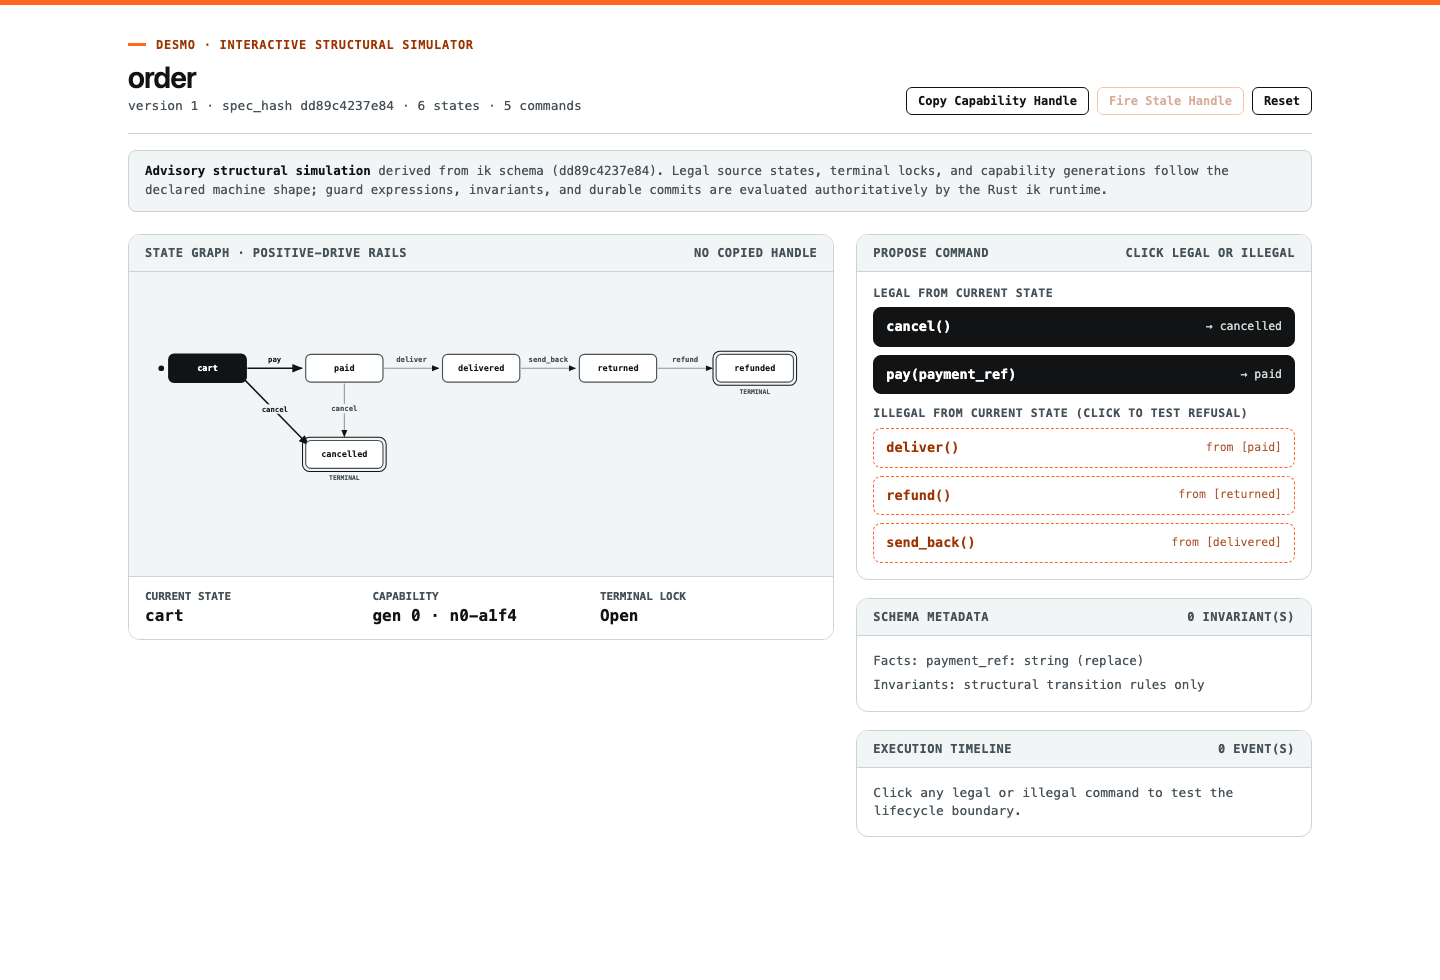 DESMO · INTERACTIVE STRUCTURAL SIMULATOR
order
version 1 · spec_hash dd89c4237e84 · 6 states · 5 commands
Copy Capability Handle
Fire Stale Handle
Reset
Advisory structural simulation derived from ik schema (dd89c4237e84). Legal source states, terminal locks, and capability generations follow the
declared machine shape; guard expressions, invariants, and durable commits are evaluated authoritatively by the Rust ik runtime.
STATE GRAPH · POSITIVE-DRIVE RAILS
NO COPIED HANDLE
cart
pay
paid
deliver
delivered
send_back
returned
refund
refunded
TERMINAL
cancel
cancel
cancelled
TERMINAL
CURRENT STATE
cart
CAPABILITY
gen 0 · n0-a1f4
TERMINAL LOCK
Open
PROPOSE COMMAND
CLICK LEGAL OR ILLEGAL
LEGAL FROM CURRENT STATE
cancel() → cancelled
pay(payment_ref) → paid
ILLEGAL FROM CURRENT STATE (CLICK TO TEST REFUSAL)
deliver() from [paid]
refund() from [returned]
send_back() from [delivered]
SCHEMA METADATA
0 INVARIANT(S)
Facts: payment_ref: string (replace)
Invariants: structural transition rules only
EXECUTION TIMELINE
0 EVENT(S)
Click any legal or illegal command to test the
lifecycle boundary.